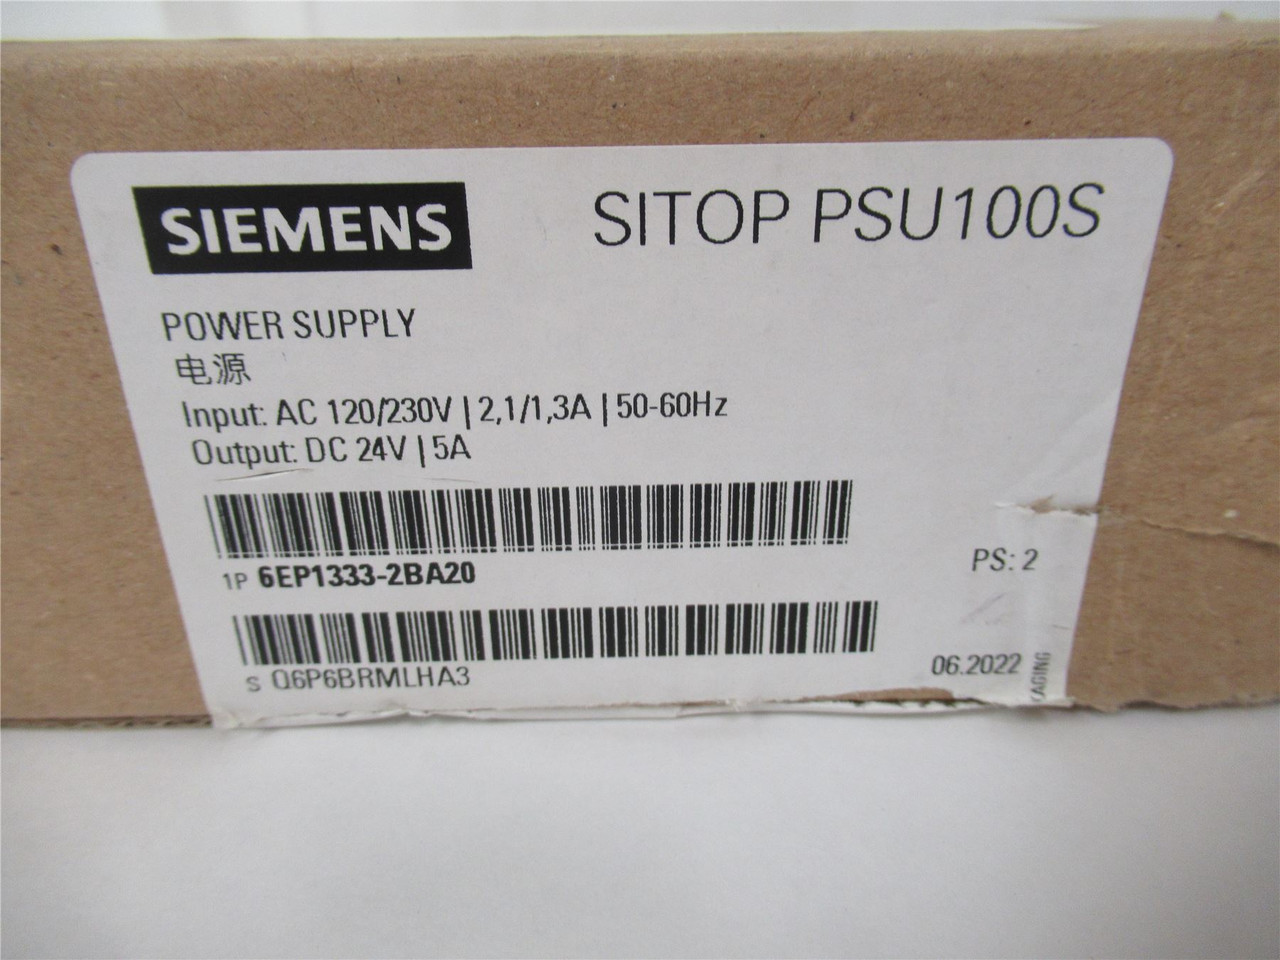 SIEMENS
SITOP PSU100S
POWER SUPPLY
电源
Input: AC 120/230V | 2,1/1,3A | 50-60Hz
Output: DC 24V | 5A
1P 6EP1333-2BA20
PS: 2
S Q6P6BRMLHA3
06.2022